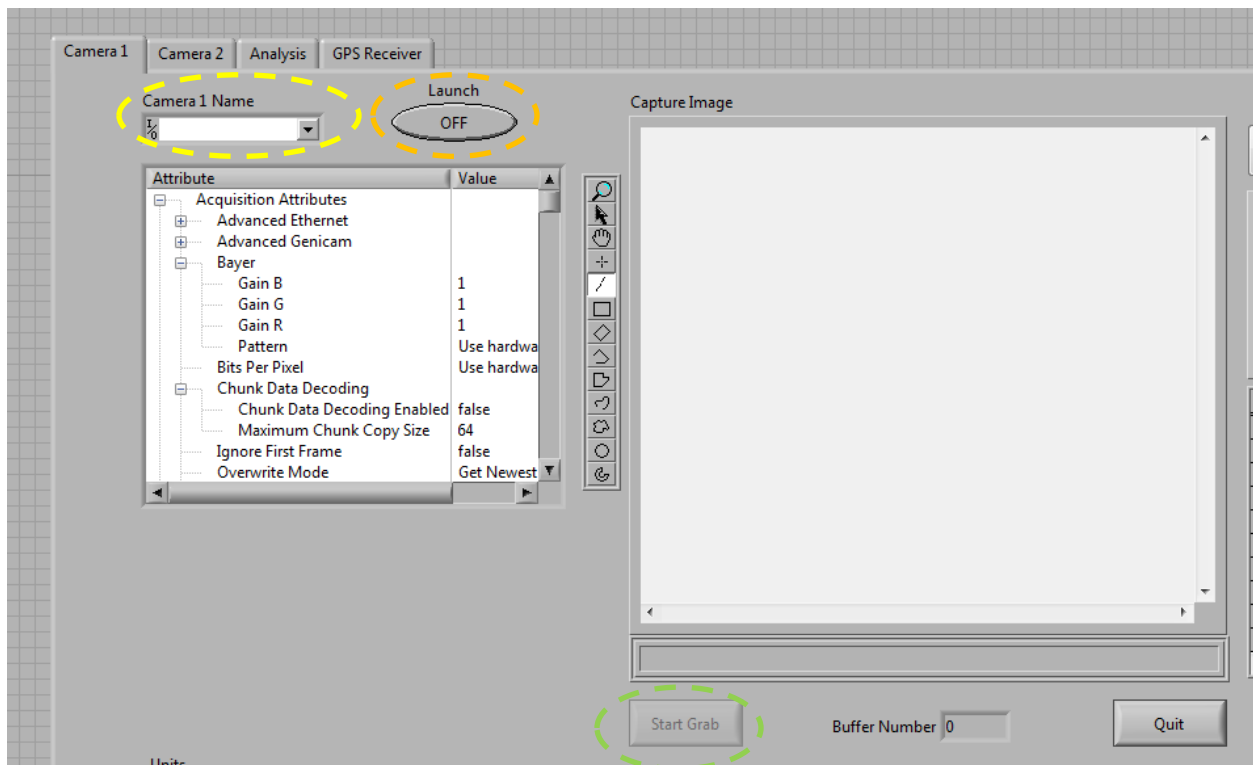 Camera 1 Camera 2 Analysis GPS Receiver
Camera 1 Name
Launch
OFF
Capture Image
Attribute Value
Acquisition Attributes
Advanced Ethernet
Advanced Genicam
Bayer
Gain B 1
Gain G 1
Gain R 1
Pattern Use hardwa
Bits Per Pixel Use hardwa
Chunk Data Decoding
Chunk Data Decoding Enabled false
Maximum Chunk Copy Size 64
Ignore First Frame false
Overwrite Mode Get Newest
Start Grab Buffer Number 0 Quit
Units